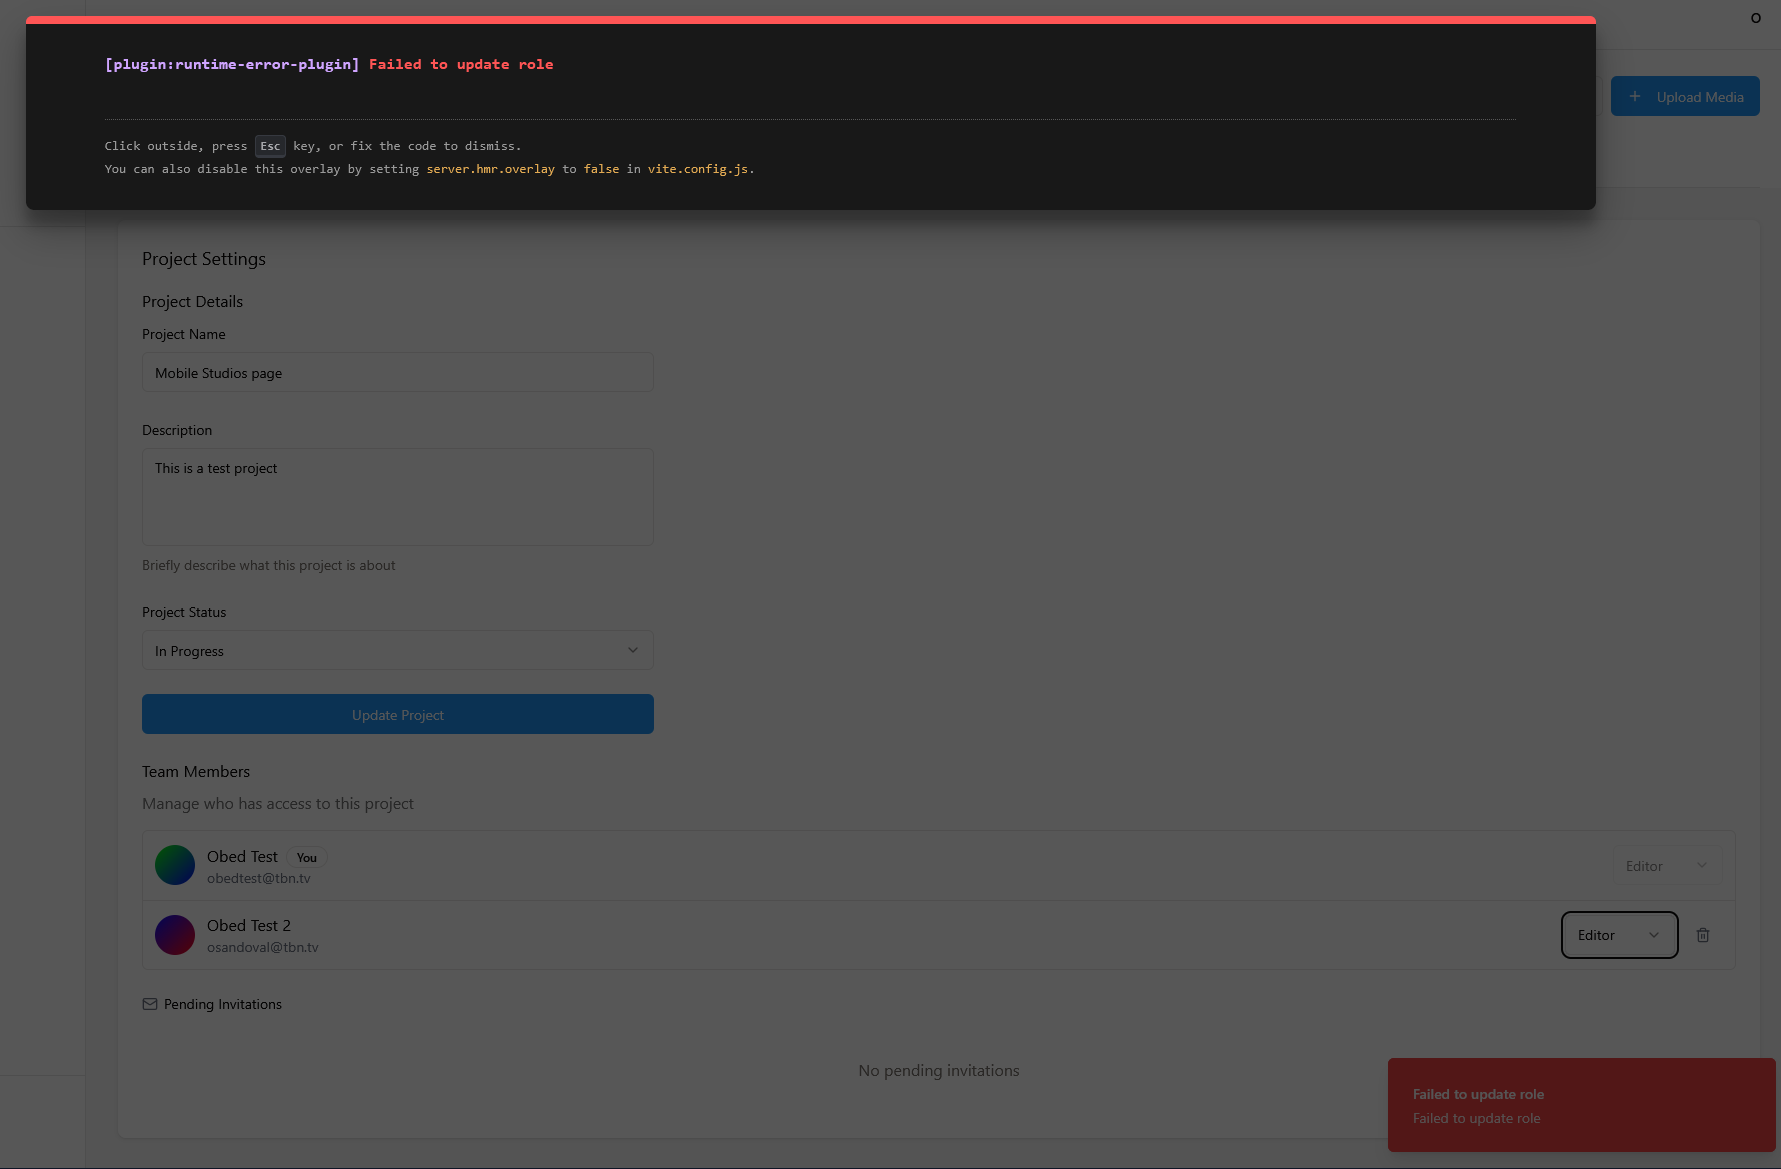 O
[plugin:runtime-error-plugin] Failed to update role
Upload Media
Click outside, press Esc key, or fix the code to dismiss.
You can also disable this overlay by setting server.hmr.overlay to false in vite.config.js.
Project Settings
Project Details
Project Name
Mobile Studios page
Description
This is a test project
Briefly describe what this project is about
Project Status
In Progress
Update Project
Team Members
Manage who has access to this project
Obed Test You
obedtest@tbn.tv
Editor
Obed Test 2
osandoval@tbn.tv
Editor
Pending Invitations
No pending invitations
Failed to update role
Failed to update role